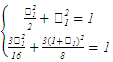 { □₁²/2 + □₁² = 1
3□₁²/16 + 3(1+□₁)²/8 = 1